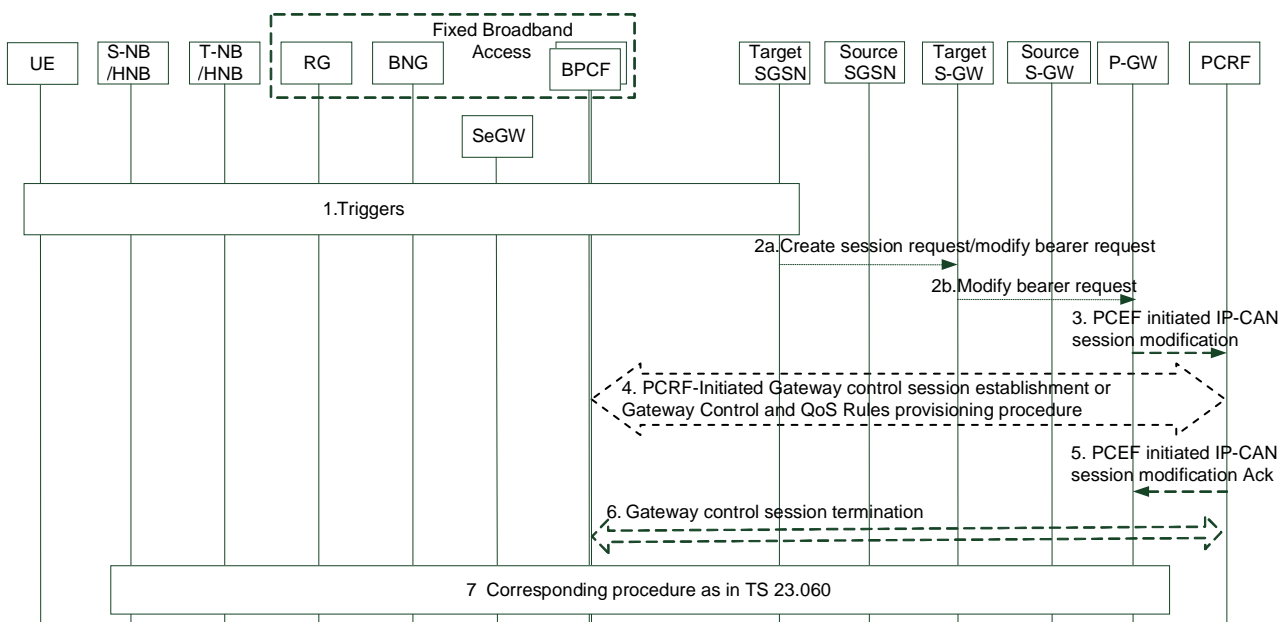 Fixed Broadband
Access
UE
S-NB
/HNB
T-NB
/HNB
RG
BNG
BPCF
Target
SGSN
Source
SGSN
Target
S-GW
Source
S-GW
P-GW
PCRF
SeGW
1.Triggers
2a.Create session request/modify bearer request
2b.Modify bearer request
3. PCEF initiated IP-CAN
session modification
4. PCRF-Initiated Gateway control session establishment or
Gateway Control and QoS Rules provisioning procedure
5. PCEF initiated IP-CAN
session modification Ack
6. Gateway control session termination
7 Corresponding procedure as in TS 23.060